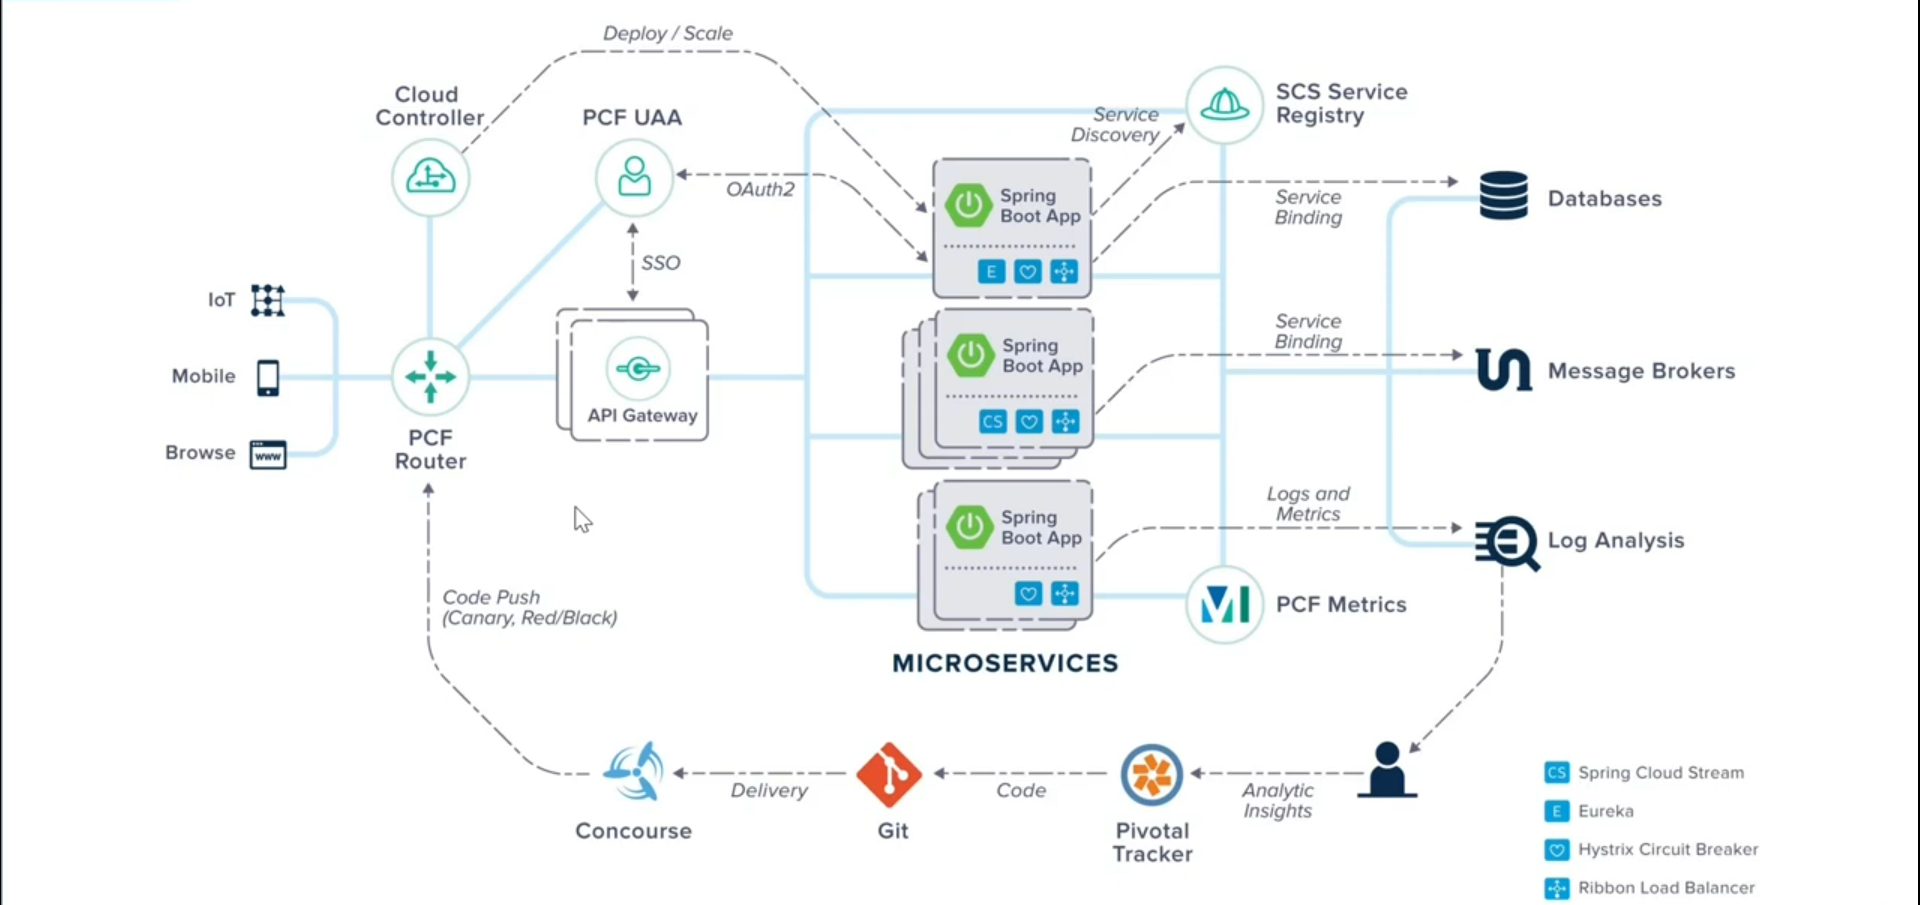 Deploy / Scale
Cloud
Controller
PCF UAA
SCS Service
Registry
Service
Discovery
OAuth2
Spring
Boot App
E
Service
Binding
Databases
SSO
IoT
Mobile
Browse
www
PCF
Router
API Gateway
Spring
Boot App
CS
Service
Binding
Message Brokers
Spring
Boot App
Logs and
Metrics
Log Analysis
PCF Metrics
Code Push
(Canary, Red/Black)
MICROSERVICES
Concourse
Delivery
Git
Code
Pivotal
Tracker
Analytic
Insights
CS Spring Cloud Stream
E Eureka
Hystrix Circuit Breaker
Ribbon Load Balancer